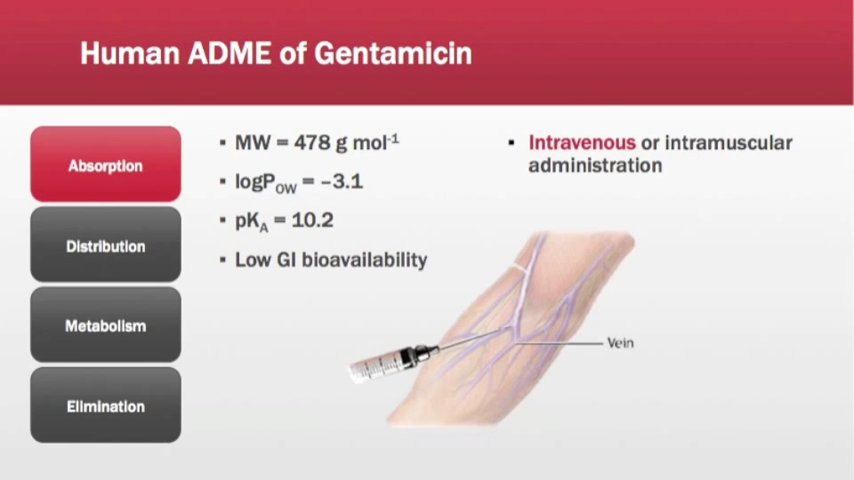 Human ADME of Gentamicin
Absorption
Distribution
Metabolism
Elimination
▪ MW = 478 g mol-1
▪ logPOW = –3.1
▪ pKA = 10.2
▪ Low GI bioavailability
▪ Intravenous or intramuscular
administration
Vein